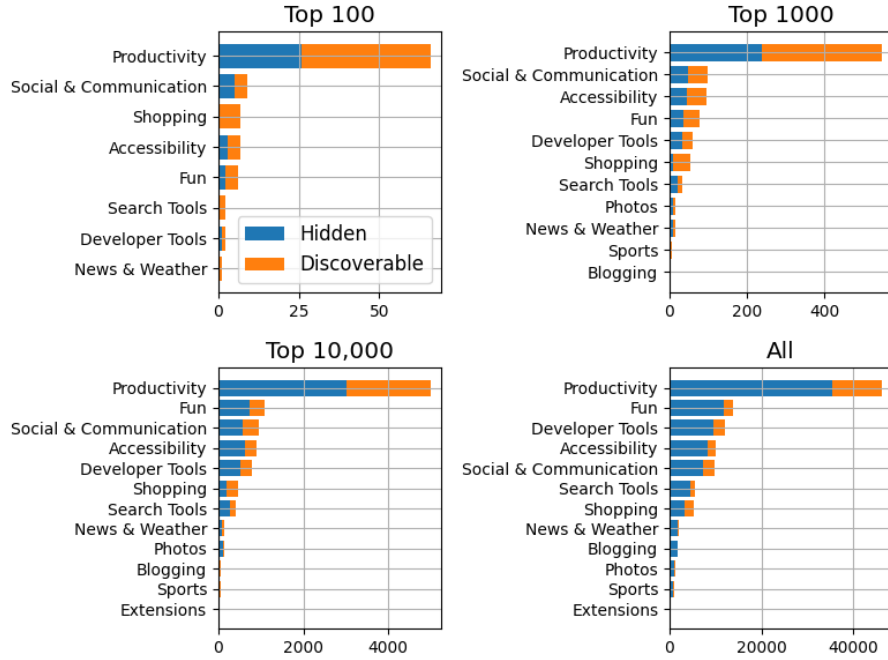 Top 100
Productivity
Social & Communication
Shopping
Accessibility
Fun
Search Tools
Developer Tools
News & Weather
Hidden
Discoverable
0 25 50
Top 1000
Productivity
Social & Communication
Accessibility
Fun
Developer Tools
Shopping
Search Tools
Photos
News & Weather
Sports
Blogging
0 200 400
Top 10,000
Productivity
Fun
Social & Communication
Accessibility
Developer Tools
Shopping
Search Tools
News & Weather
Photos
Blogging
Sports
Extensions
0 2000 4000
All
Productivity
Fun
Developer Tools
Accessibility
Social & Communication
Search Tools
Shopping
News & Weather
Blogging
Photos
Sports
Extensions
0 20000 40000